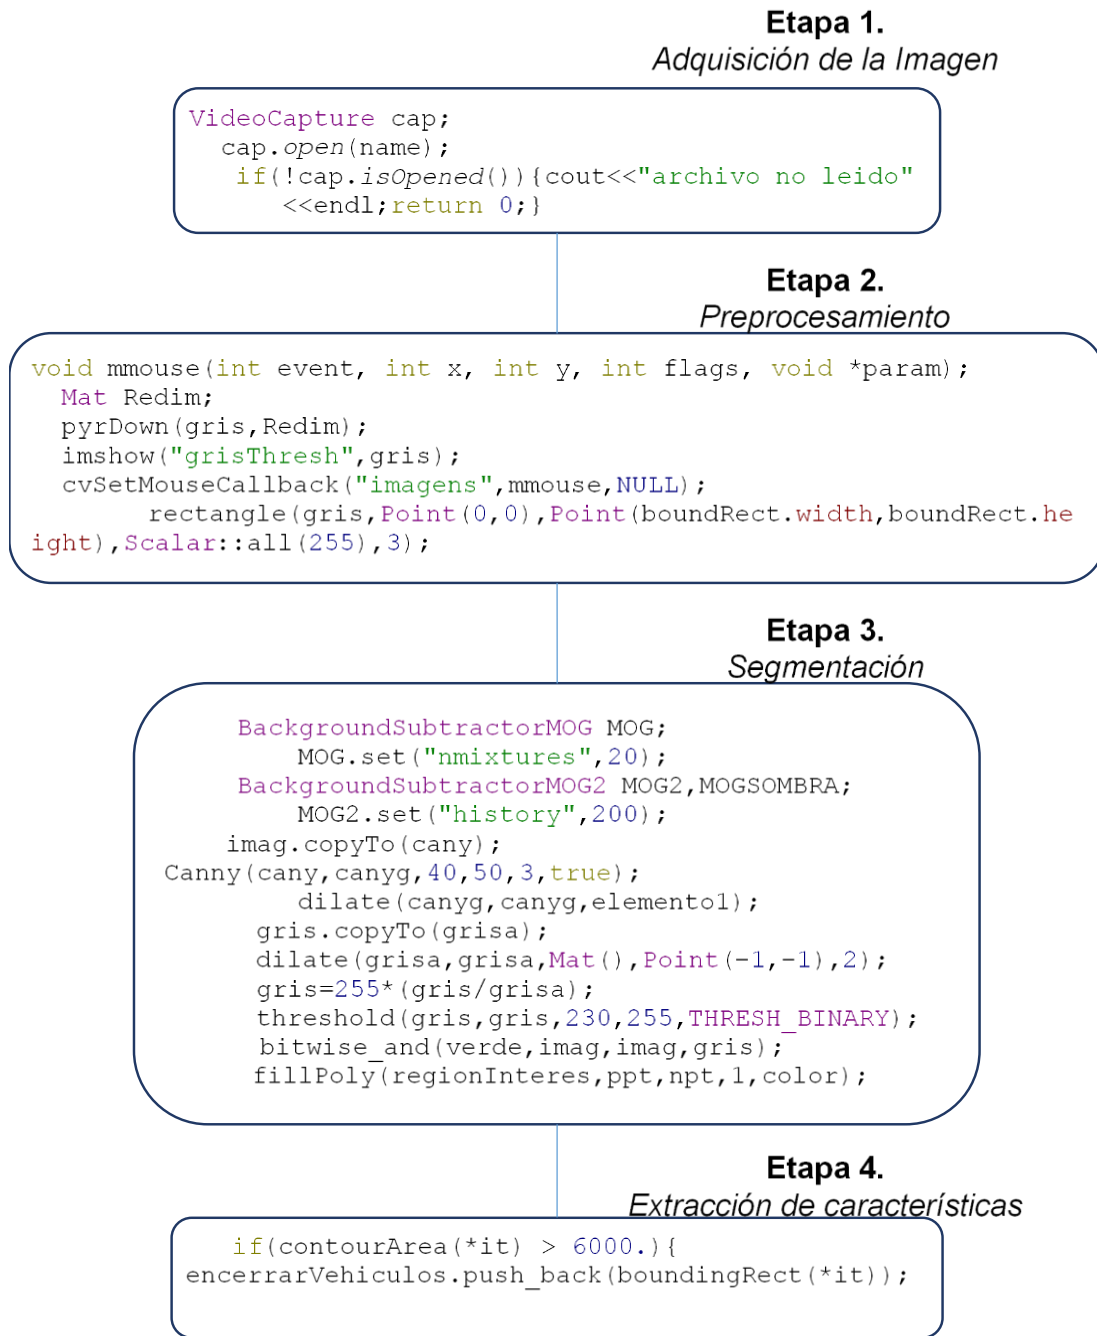 Etapa 1.
Adquisición de la Imagen
VideoCapture cap;
cap.open(name);
if(!cap.isOpened()){cout<<"archivo no leido"
<<endl;return 0;}
Etapa 2.
Preprocesamiento
void mmouse(int event, int x, int y, int flags, void *param);
Mat Redim;
pyrDown(gris,Redim);
imshow("grisThresh",gris);
cvSetMouseCallback("imagens",mmouse,NULL);
rectangle(gris,Point(0,0),Point(boundRect.width,boundRect.he
ight),Scalar::all(255),3);
Etapa 3.
Segmentación
BackgroundSubtractorMOG MOG;
MOG.set("nmixtures",20);
BackgroundSubtractorMOG2 MOG2,MOGSOMBRA;
MOG2.set("history",200);
imag.copyTo(cany);
Canny(cany,canyg,40,50,3,true);
dilate(canyg,canyg,elemento1);
gris.copyTo(grisa);
dilate(grisa,grisa,Mat(),Point(-1,-1),2);
gris=255*(gris/grisa);
threshold(gris,gris,230,255,THRESH_BINARY);
bitwise_and(verde,imag,imag,gris);
fillPoly(regionInteres,ppt,npt,1,color);
Etapa 4.
Extracción de característificas
if(contourArea(*it) > 6000.){
encerrarVehiculos.push_back(boundingRect(*it));